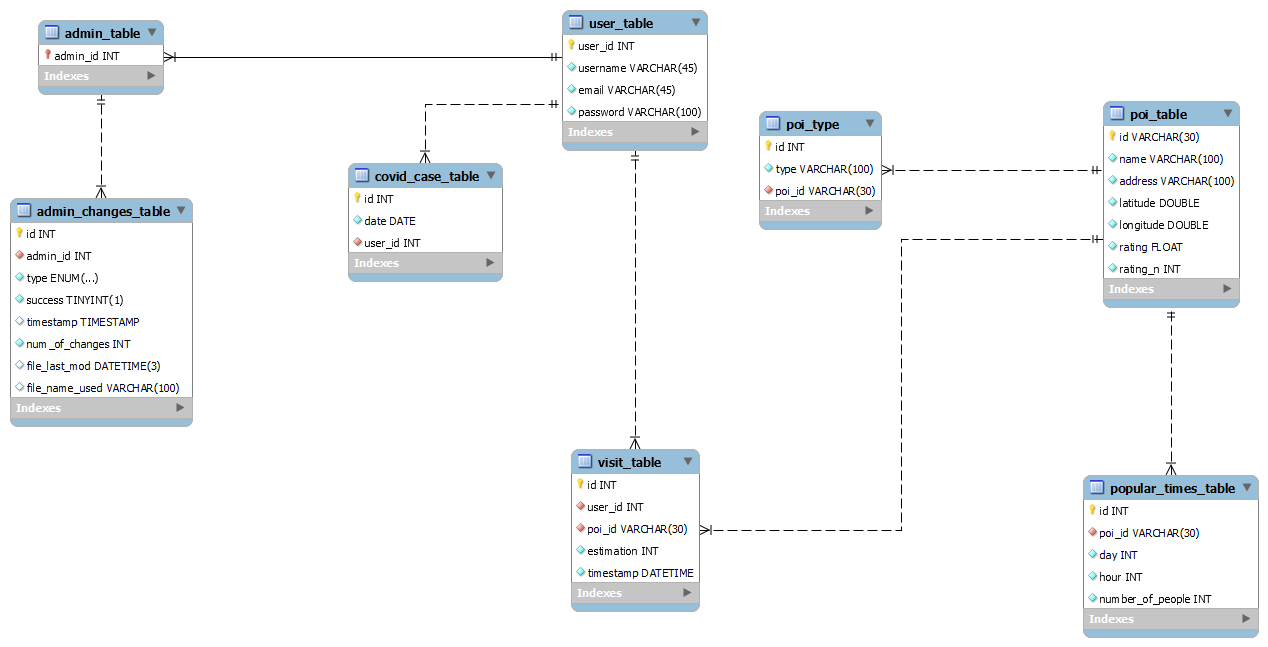 admin_table
admin_id INT
Indexes
user_table
user_id INT
username VARCHAR(45)
email VARCHAR(45)
password VARCHAR(100)
Indexes
covid_case_table
id INT
date DATE
user_id INT
Indexes
admin_changes_table
id INT
admin_id INT
type ENUM(...)
success TINYINT(1)
timestamp TIMESTAMP
num_of_changes INT
file_last_mod DATETIME(3)
file_name_used VARCHAR(100)
Indexes
poi_type
id INT
type VARCHAR(100)
poi_id VARCHAR(30)
Indexes
poi_table
id VARCHAR(30)
name VARCHAR(100)
address VARCHAR(100)
latitude DOUBLE
longitude DOUBLE
rating FLOAT
rating_n INT
Indexes
visit_table
id INT
user_id INT
poi_id VARCHAR(30)
estimation INT
timestamp DATETIME
Indexes
popular_times_table
id INT
poi_id VARCHAR(30)
day INT
hour INT
number_of_people INT
Indexes